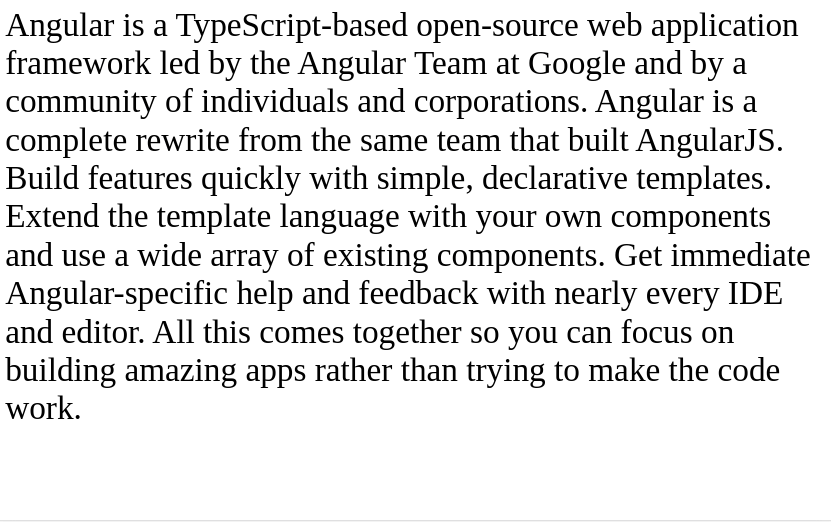 Angular is a TypeScript-based open-source web application
framework led by the Angular Team at Google and by a
community of individuals and corporations. Angular is a
complete rewrite from the same team that built AngularJS.
Build features quickly with simple, declarative templates.
Extend the template language with your own components
and use a wide array of existing components. Get immediate
Angular-specific help and feedback with nearly every IDE
and editor. All this comes together so you can focus on
building amazing apps rather than trying to make the code
work.